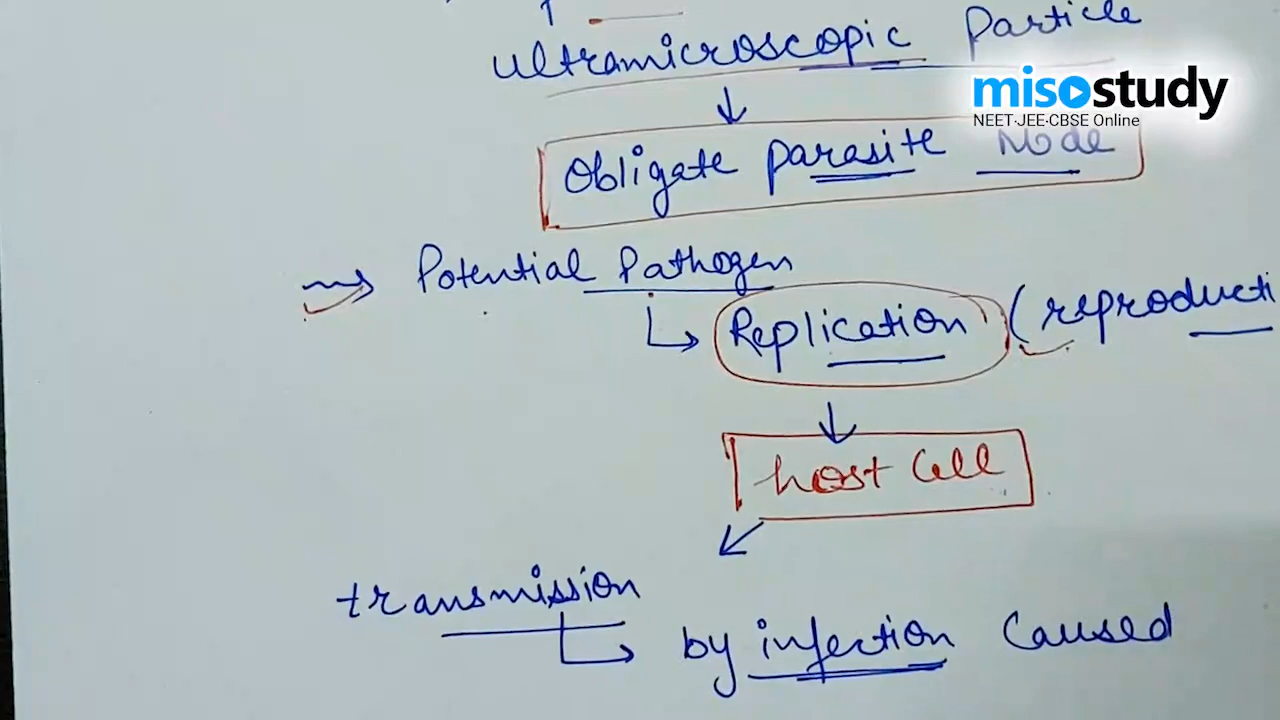 ultramicroscopic Particle
misostudy
NEET·JEE·CBSE Online
Obligate parasite Mode
Potential Pathogen
Replication (reproducti
host Cell
transmission
by infection Caused